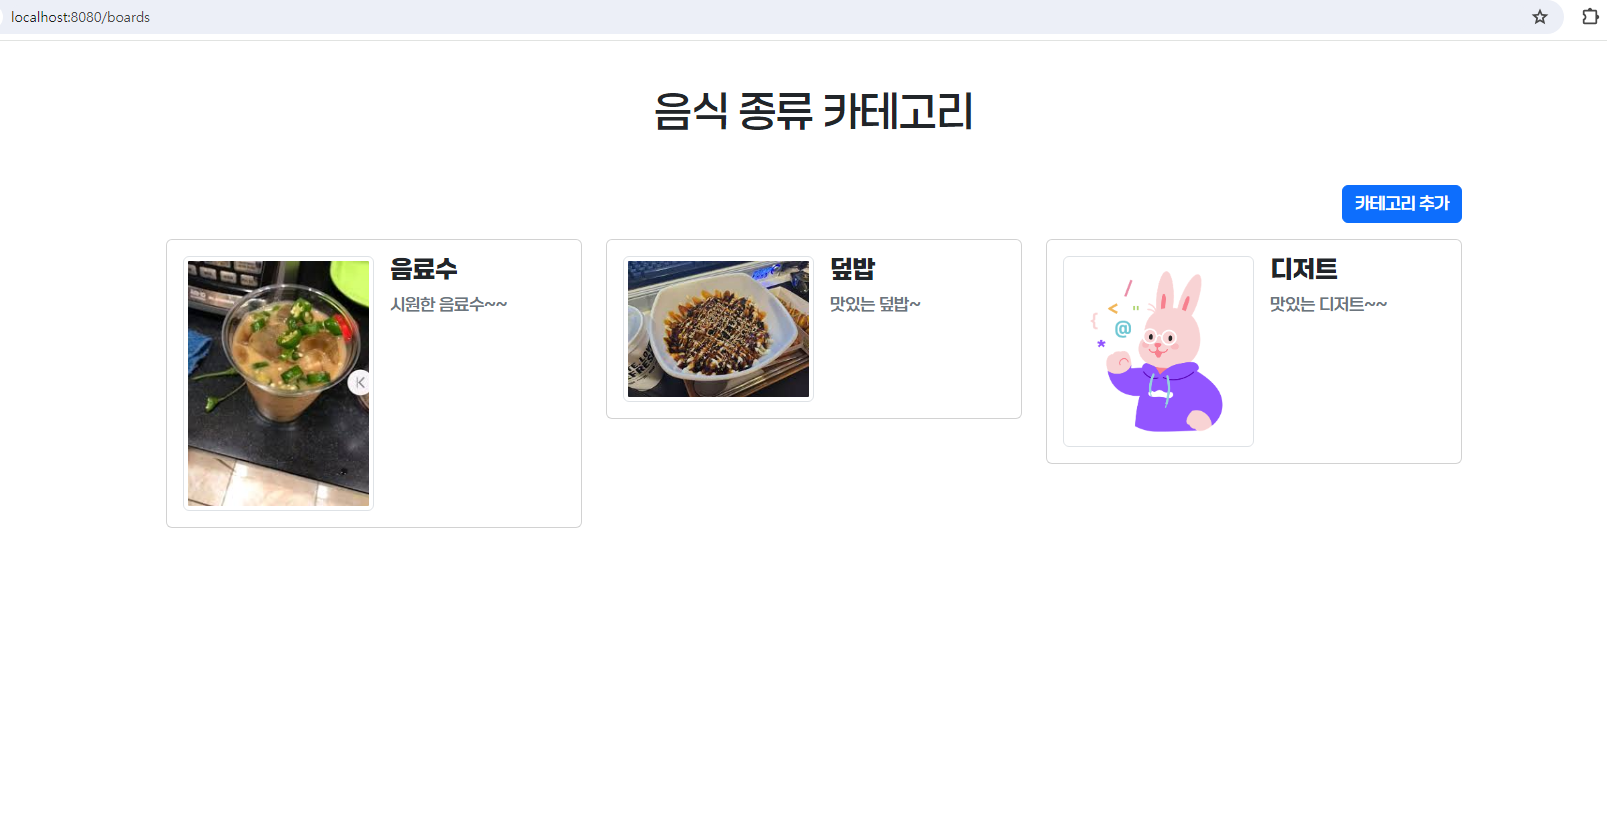 localhost:8080/boards
음식 종류 카테고리
카테고리 추가
음료수
시원한 음료수~~
덮밥
맛있는 덮밥~
디저트
맛있는 디저트~~
/
< "
{ @
*